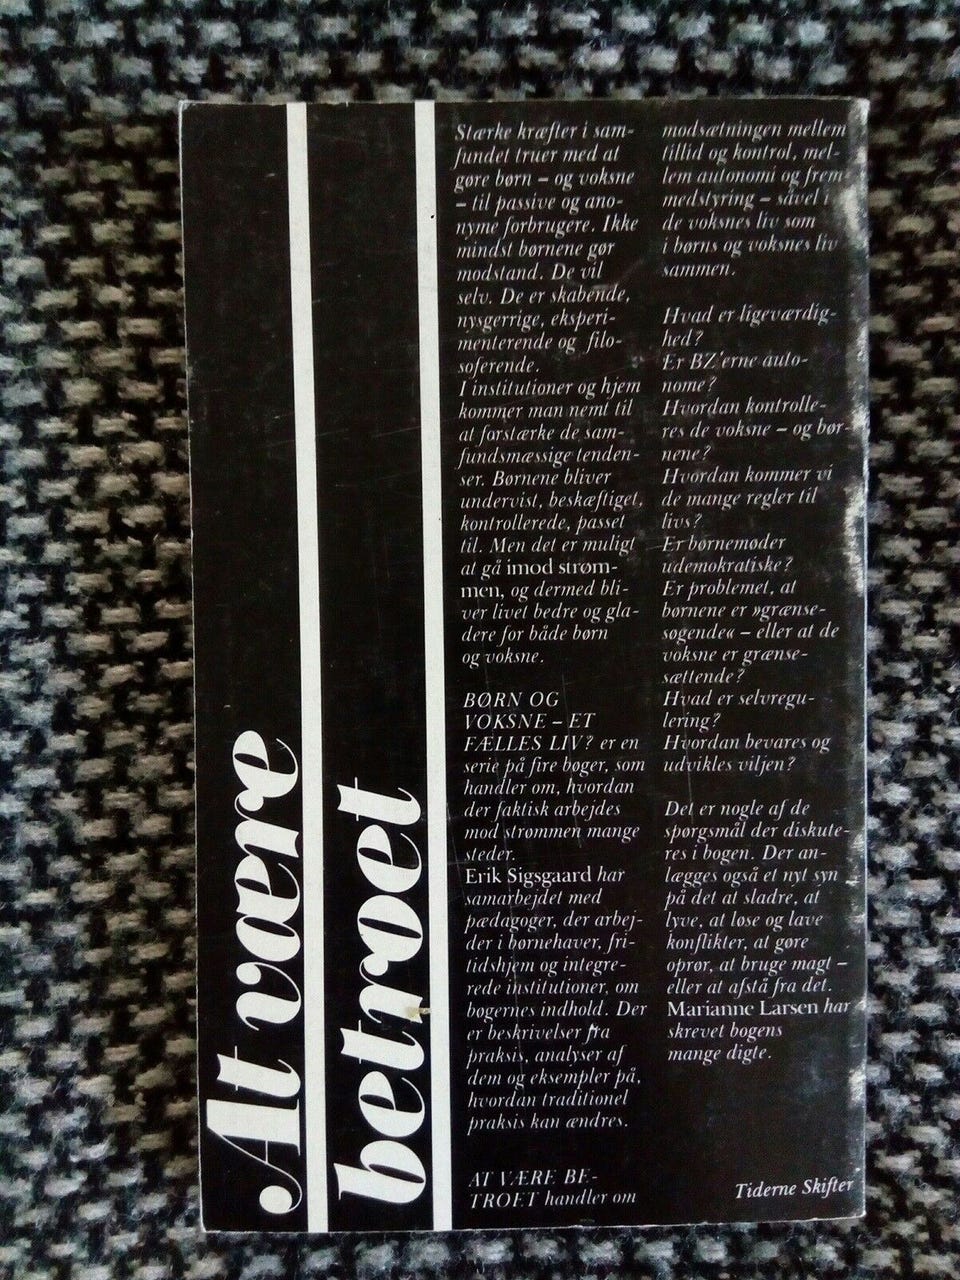 At være
betroet
Stærke kræfter i sam-
fundet truer med at
gøre børn – og voksne
– til passive og ano-
nyme forbrugere. Ikke
mindst børnene gør
modstand. De vil
selv. De er skabende,
nysgerrige, eksperi-
menterende og filo-
soferende.
I institutioner og hjem
kommer man nemt til
at forstærke de sam-
fundsmæssige tenden-
ser. Børnene bliver
undervist, beskæftiget,
kontrollerede, passet
til. Men det er muligt
at gå imod strøm-
men, og dermed bli-
ver livet bedre og gla-
dere for både børn
og voksne.
BØRN OG
VOKSNE – ET
FÆLLES LIV? er en
serie på fire bøger, som
handler om, hvordan
der faktisk arbejdes
mod strømmen mange
steder.
Erik Sigsgaard har
samarbejdet med
pædagoger, der arbej-
der i børnehaver, fri-
tidshjem og integre-
rede institutioner, om
bøgernes indhold. Der
er beskrivelser fra
praksis, analyser af
dem og eksempler på,
hvordan traditionel
praksis kan ændres.
AT VÆRE BE-
TROET handler om
modsætningen mellem
tillid og kontrol, mel-
lem autonomi og frem
medstyring – såvel i
de voksnes liv som
i børns og voksnes liv
sammen.
Hvad er ligeværdig-
hed?
Er BZ'erne auto-
nome?
Hvordan kontrolle-
res de voksne – og bør-
nene?
Hvordan kommer vi
de mange regler til
livs?
Er børnemøder
udemokratiske?
Er problemet, at
børnene er »grænse-
søgende« – eller at de
voksne er grænse-
sættende?
Hvad er selvregu-
lering?
Hvordan bevares og
udvikles viljen?
Det er nogle af de
spørgsmål der diskute-
res i bogen. Der an-
lægges også et nyt syn
på det at sladre, at
lyve, at løse og lave
konflikter, at gøre
oprør, at bruge magt –
eller at afstå fra det.
Marianne Larsen har
skrevet bogens
mange digte.
Tiderne Skifter